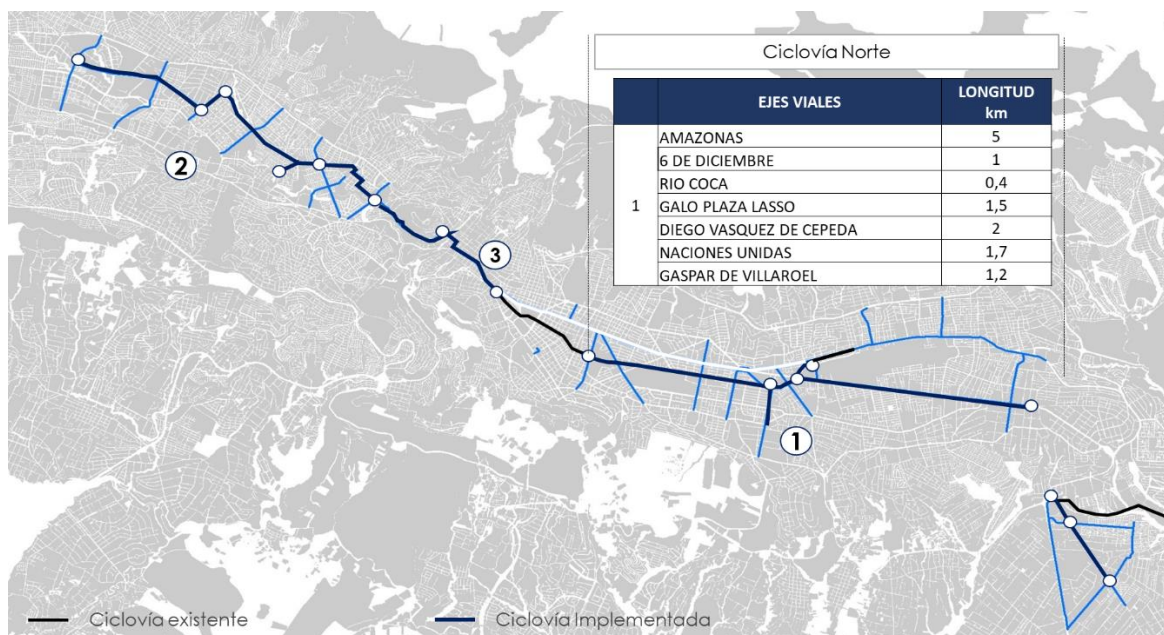 Ciclovía Norte
EJES VIALES LONGITUD km
1
AMAZONAS 5
6 DE DICIEMBRE 1
RIO COCA 0,4
GALO PLAZA LASSO 1,5
DIEGO VASQUEZ DE CEPEDA 2
NACIONES UNIDAS 1,7
GASPAR DE VILLAROEL 1,2
2
3
1
Ciclovía existente Ciclovía Implementada